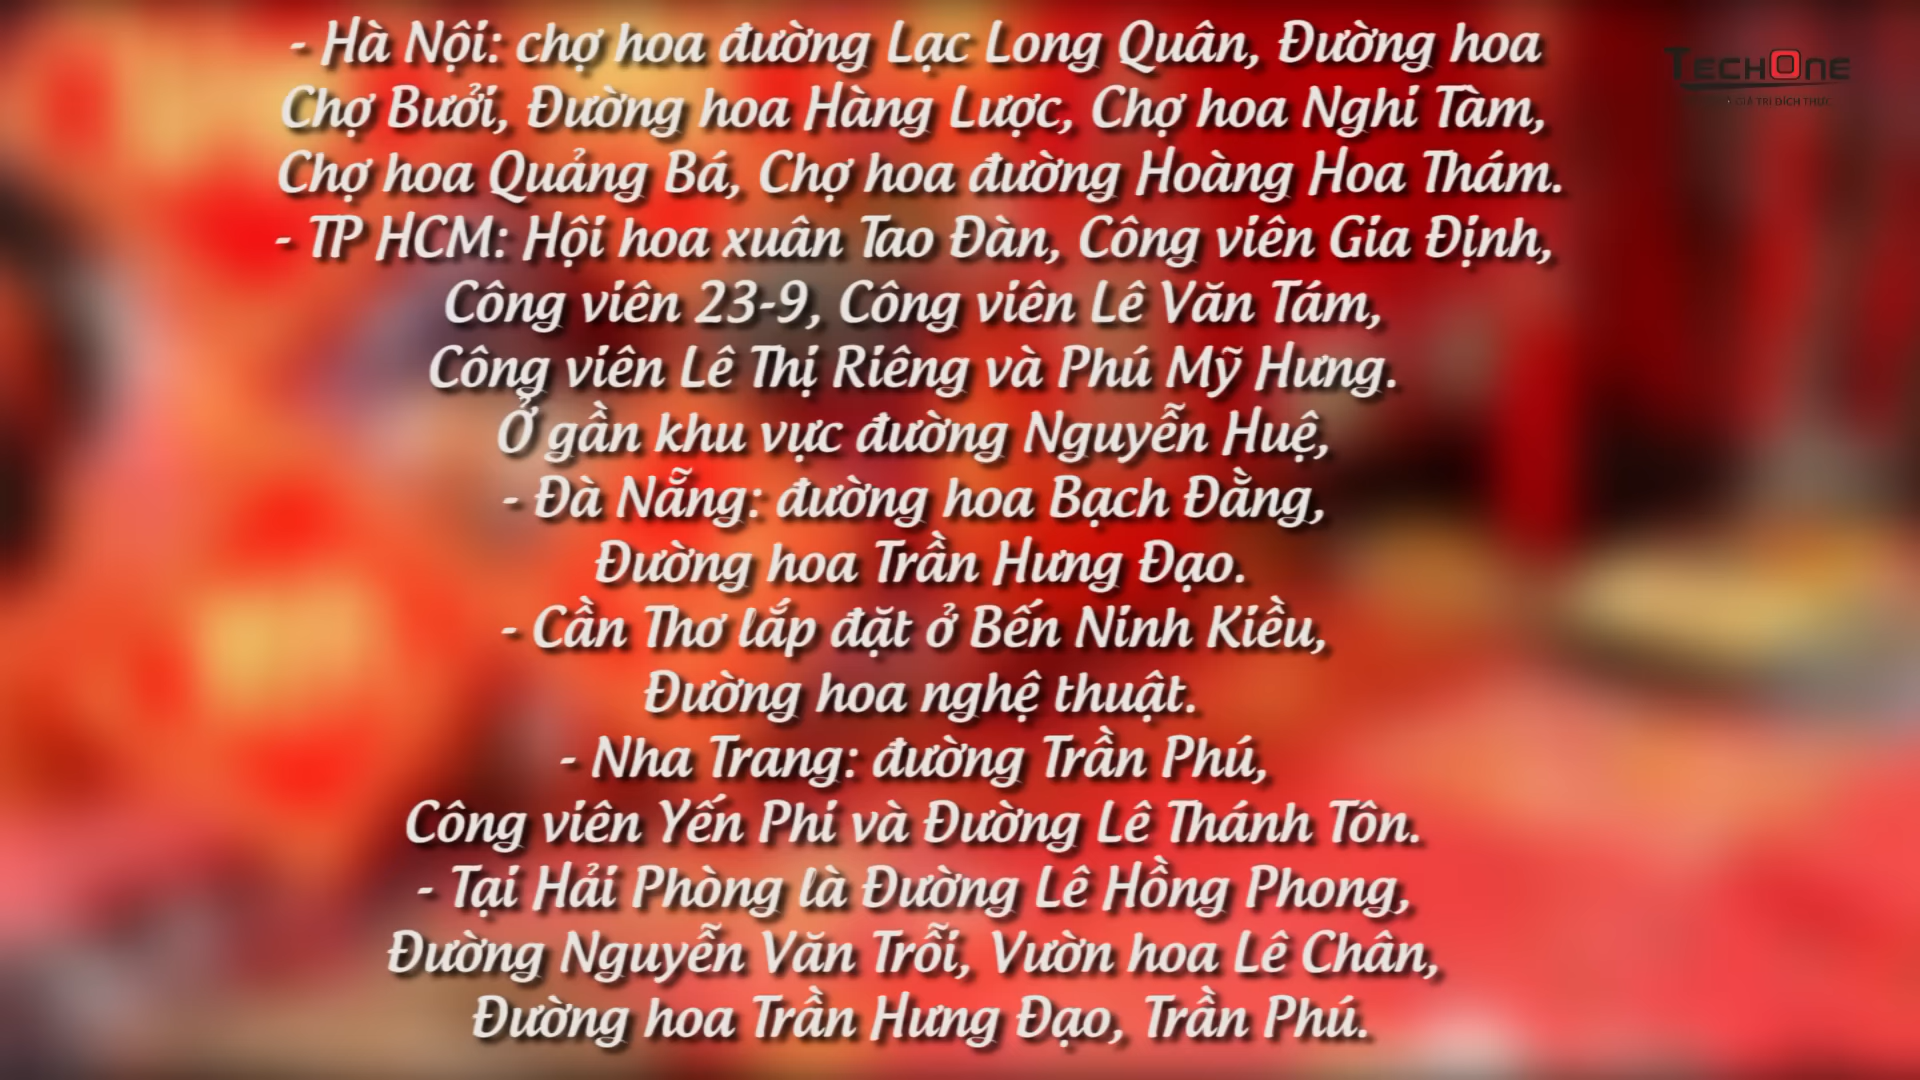 - Hà Nội: chợ hoa đường Lạc Long Quân, Đường hoa
Chợ Bưởi, Đường hoa Hàng Lược, Chợ hoa Nghi Tàm,
Chợ hoa Quảng Bá, Chợ hoa đường Hoàng Hoa Thám.
- TP HCM: Hội hoa xuân Tao Đàn, Công viên Gia Định,
Công viên 23-9, Công viên Lê Văn Tám,
Công viên Lê Thị Riêng và Phú Mỹ Hưng.
Ở gần khu vực đường Nguyễn Huệ,
- Đà Nẵng: đường hoa Bạch Đằng,
Đường hoa Trần Hưng Đạo.
- Cần Thơ lắp đặt ở Bến Ninh Kiều,
Đường hoa nghệ thuật.
- Nha Trang: đường Trần Phú,
Công viên Yến Phi và Đường Lê Thánh Tôn.
- Tại Hải Phòng là Đường Lê Hồng Phong,
Đường Nguyễn Văn Trỗi, Vườn hoa Lê Chân,
Đường hoa Trần Hưng Đạo, Trần Phú.
TECHONE
GIÁ TRỊ ĐÍCH THỰC